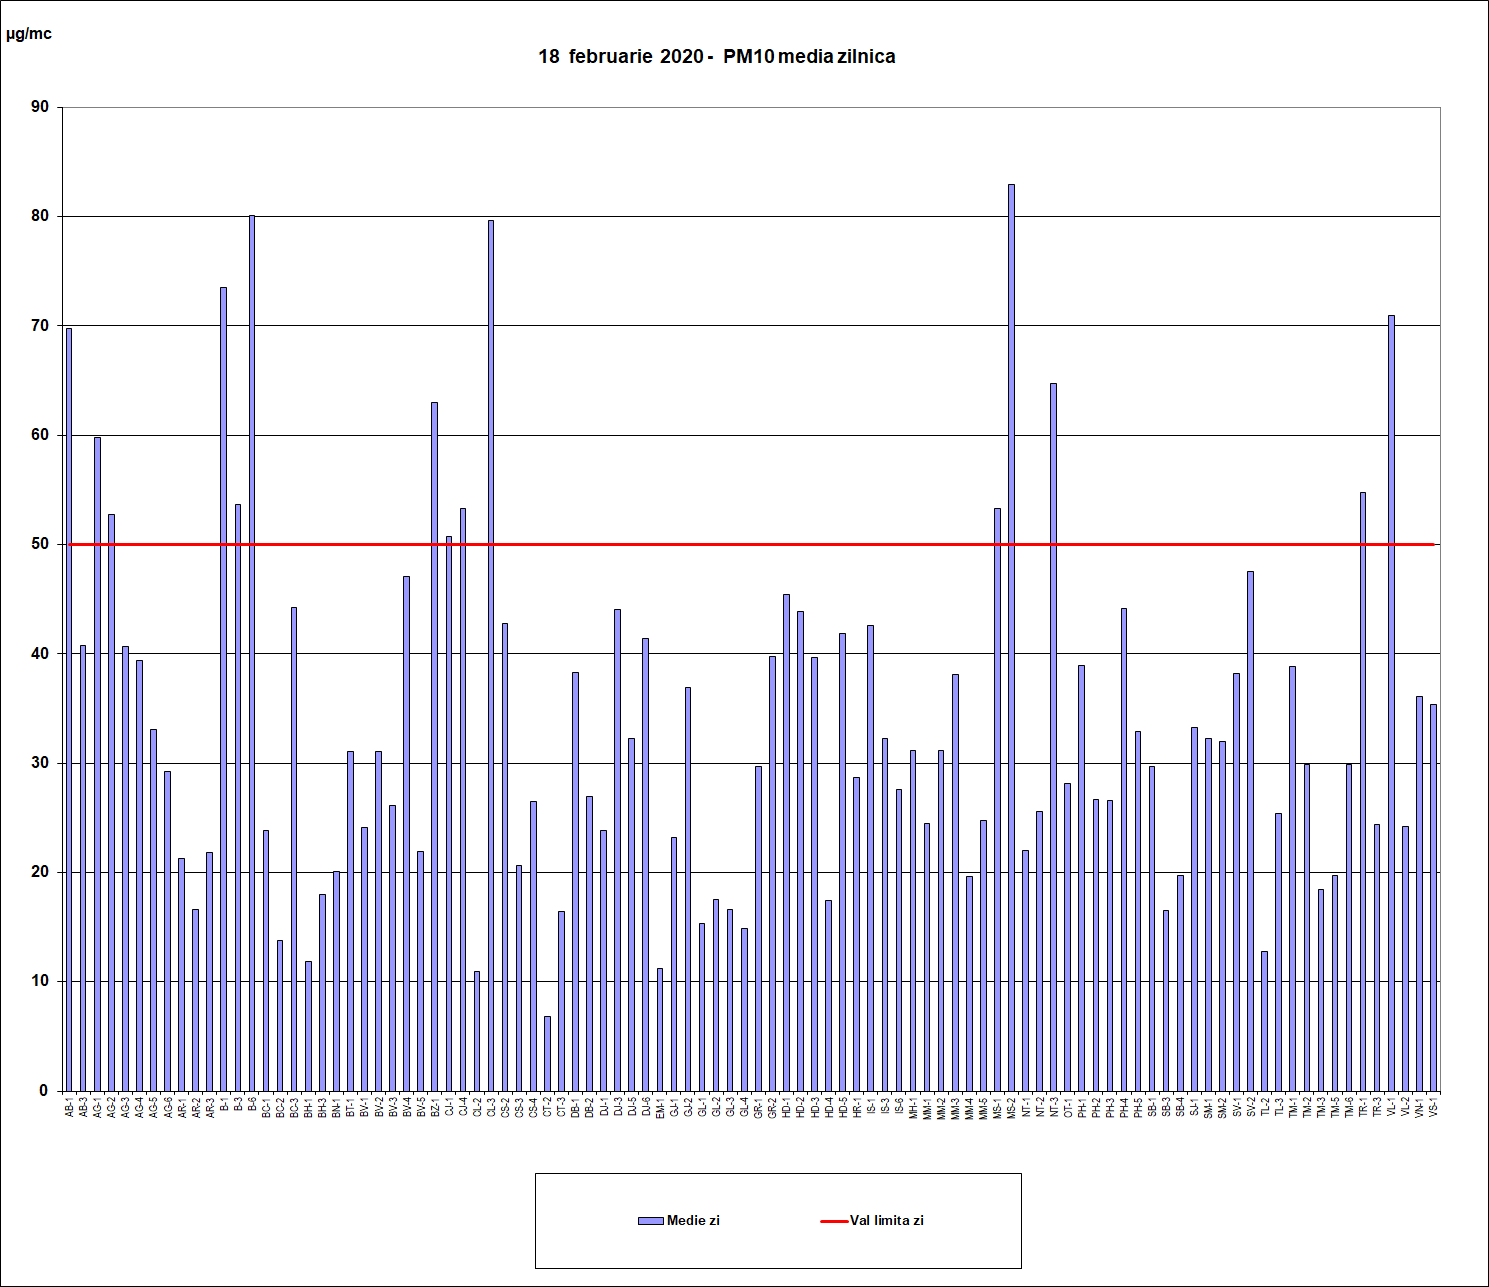 µg/mc
18 februarie 2020 - PM10 media zilnica
90
80
70
60
50
40
30
20
10
0
AB-1 AB-3 AG-1 AG-2 AG-3 AG-4 AG-5 AG-6 AR-1 AR-2 AR-3 B-1 B-3 B-6 BC-1 BC-2 BC-3 BH-1 BH-3 BN-1 BT-1 BV-1 BV-2 BV-3 BV-4 BV-5 BZ-1 CJ-1 CJ-4 CL-2 CL-3 CS-2 CS-3 CS-4 CT-2 CT-3 DB-1 DB-2 DJ-1 DJ-3 DJ-5 DJ-6 EM-1 GJ-1 GJ-2 GL-1 GL-2 GL-3 GL-4 GR-1 GR-2 HD-1 HD-2 HD-3 HD-4 HD-5 HR-1 IS-1 IS-3 IS-6 MH-1 MM-1 MM-2 MM-3 MM-4 MM-5 MS-1 MS-2 NT-1 NT-2 NT-3 OT-1 PH-1 PH-2 PH-3 PH-4 PH-5 SB-1 SB-3 SB-4 SJ-1 SM-1 SM-2 SV-1 SV-2 TL-2 TL-3 TM-1 TM-2 TM-3 TM-5 TM-6 TR-1 TR-3 VL-1 VL-2 VN-1 VS-1
Medie zi
Val limita zi